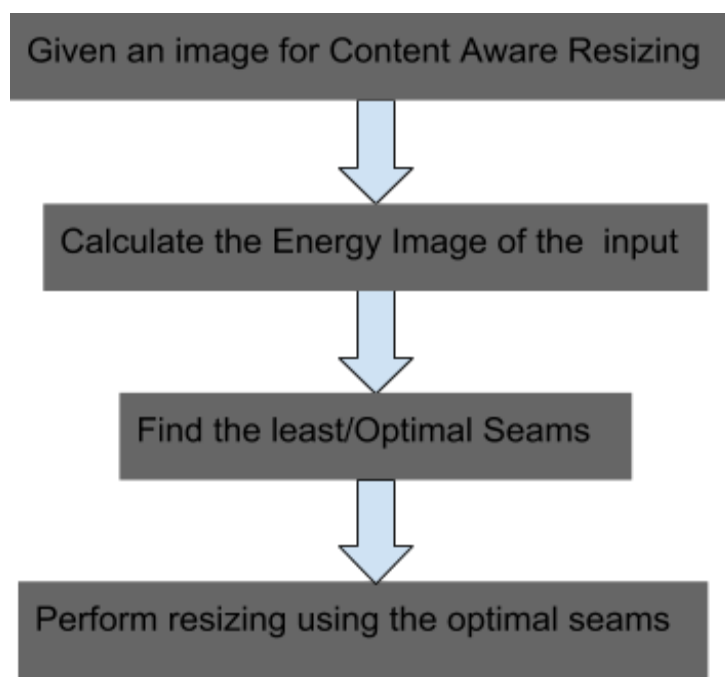 Given an image for Content Aware Resizing
Calculate the Energy Image of the  input
Find the least/Optimal Seams
Perform resizing using the optimal seams